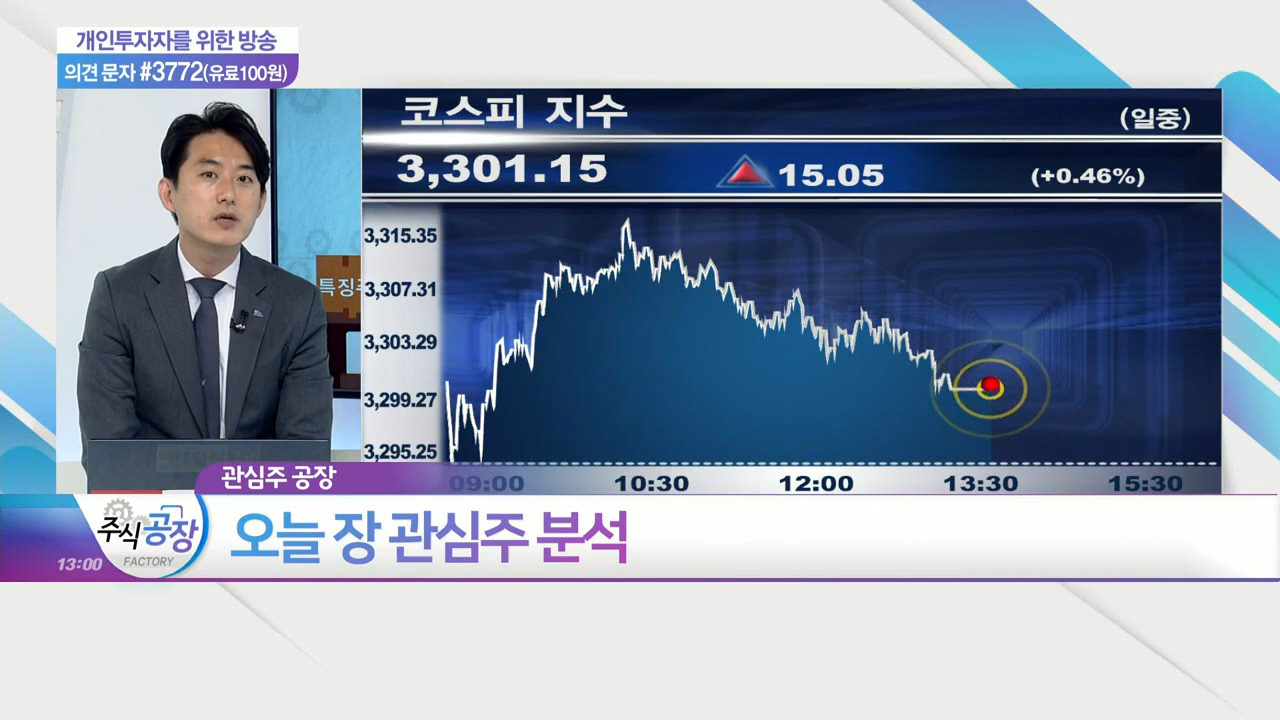 개인투자자를 위한 방송
의견 문자 #3772(유료100원)
코스피 지수
(일중)
3,301.15
15.05
(+0.46%)
3,315.35
3,307.31
3,303.29
3,299.27
3,295.25
09:00
10:30
12:00
13:30
15:30
특징주
관심주 공장
주식공장
FACTORY
13:00
오늘 장 관심주 분석